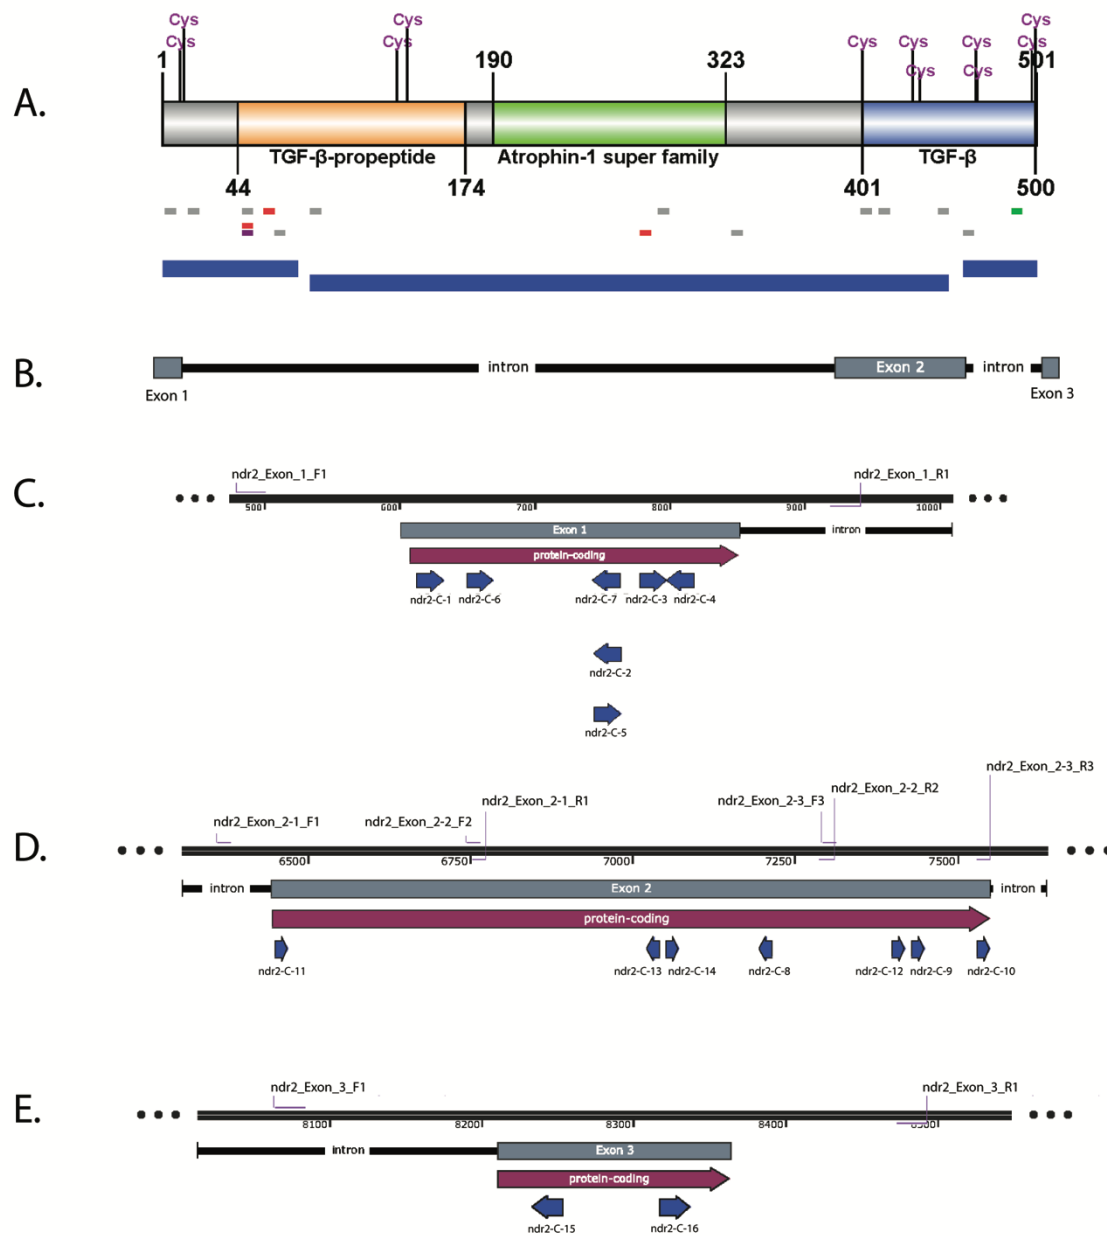 Cys Cys Cys
Cys Cys Cys Cys Cys Cys
1 190 323 501
Cys Cys
A.
TGF-β-propeptide Atrophin-1 super family TGF-β
44 174 401 500
B. intron Exon 2 intron
Exon 1 Exon 3
ndr2_Exon_1_F1 ndr2_Exon_1_R1
C.
500 600 700 800 900 1000
Exon 1 intron
protein-coding
ndr2-C-1 ndr2-C-6 ndr2-C-7 ndr2-C-3 ndr2-C-4
ndr2-C-2
ndr2-C-5
ndr2_Exon_2-3_R3
ndr2_Exon_2-1_R1 ndr2_Exon_2-3_F3 ndr2_Exon_2-2_R2
ndr2_Exon_2-1_F1 ndr2_Exon_2-2_F2
D.
6500 6750 7000 7250 7500
intron Exon 2 intron
protein-coding
ndr2-C-11 ndr2-C-13 ndr2-C-14 ndr2-C-8 ndr2-C-12 ndr2-C-9 ndr2-C-10
ndr2_Exon_3_F1 ndr2_Exon_3_R1
E.
8100 8200 8300 8400 8500
intron Exon 3
protein-coding
ndr2-C-15 ndr2-C-16